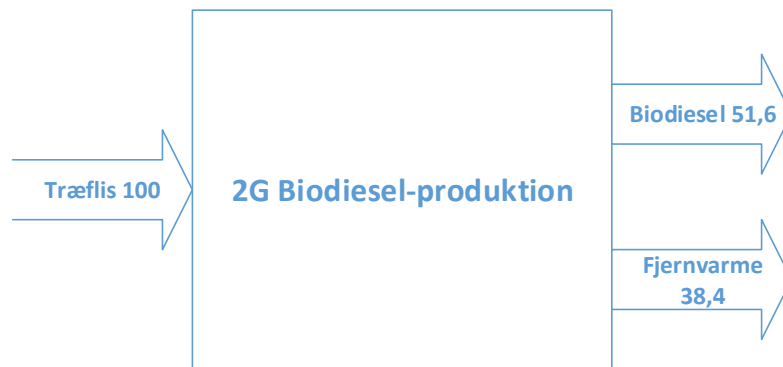 Træflis 100
2G Biodiesel-produktion
Biodiesel 51,6
Fjernvarme
38,4